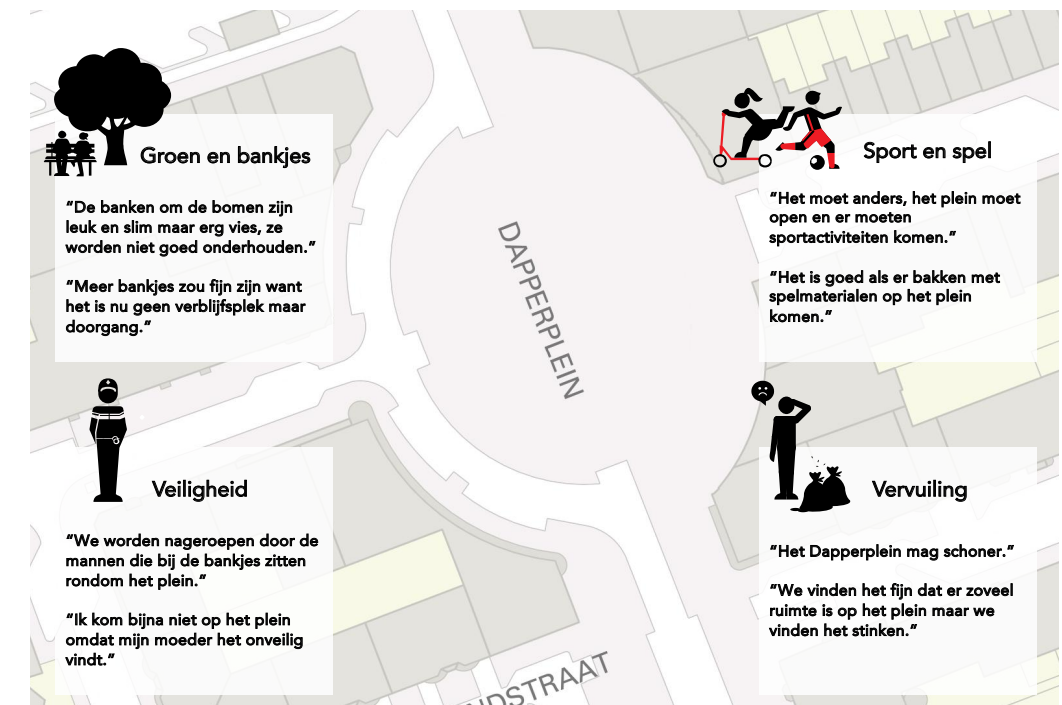 Groen en bankjes
“De banken om de bomen zijn
leuk en slim maar erg vies, ze
worden niet goed onderhouden.”
“Meer bankjes zou fijn zijn want
het is nu geen verblijfsplek maar
doorgang.”
Sport en spel
“Het moet anders, het plein moet
open en er moeten
sportactiviteiten komen.”
“Het is goed als er bakken met
spelmaterialen op het plein
komen.”
DAPPERPLEIN
Veiligheid
“We worden nageroepen door de
mannen die bij de bankjes zitten
rondom het plein.”
“Ik kom bijna niet op het plein
omdat mijn moeder het onveilig
vindt.”
Vervuiling
“Het Dapperplein mag schoner.”
“We vinden het fijn dat er zoveel
ruimte is op het plein maar we
vinden het stinken.”
NDSTRAAT